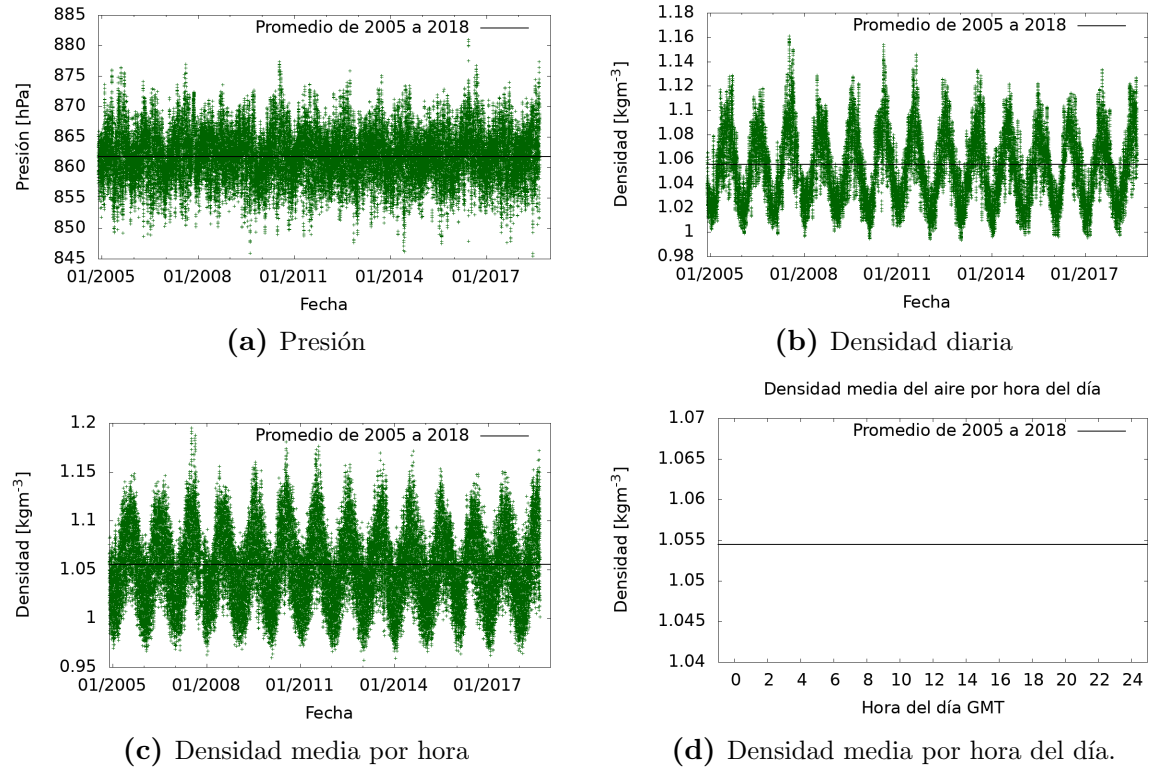 885
880
875
870
865
860
855
850
845
Presión [hPa]
Promedio de 2005 a 2018
01/2005 01/2008 01/2011 01/2014 01/2017
Fecha
(a) Presión
1.18
1.16
1.14
1.12
1.1
1.08
1.06
1.04
1.02
1
0.98
Densidad [kgm-3]
Promedio de 2005 a 2018
01/2005 01/2008 01/2011 01/2014 01/2017
Fecha
(b) Densidad diaria
1.2
1.15
1.1
1.05
1
0.95
Densidad [kgm-3]
Promedio de 2005 a 2018
01/2005 01/2008 01/2011 01/2014 01/2017
Fecha
(c) Densidad media por hora
Densidad media del aire por hora del día
1.07
1.065
1.06
1.055
1.05
1.045
1.04
Densidad [kgm-3]
Promedio de 2005 a 2018
0 2 4 6 8 10 12 14 16 18 20 22 24
Hora del día GMT
(d) Densidad media por hora del día.